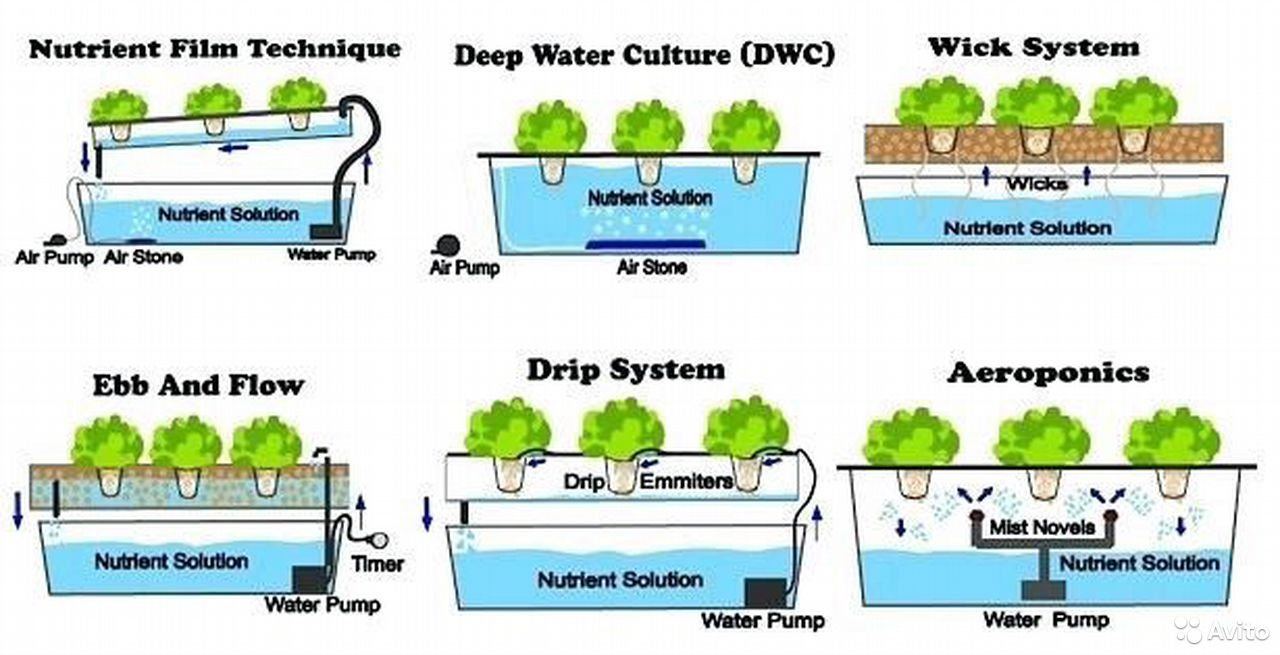 Nutrient Film Technique
Nutrient Solution
Air Pump
Air Stone
Water Pump
Deep Water Culture (DWC)
Nutrient Solution
Air Pump
Air Stone
Wick System
Wicks
Nutrient Solution
Ebb And Flow
Nutrient Solution
Timer
Water Pump
Drip System
Drip Emmiters
Nutrient Solution
Water Pump
Aeroponics
Mist Novels
Nutrient Solution
Water Pump
Avito